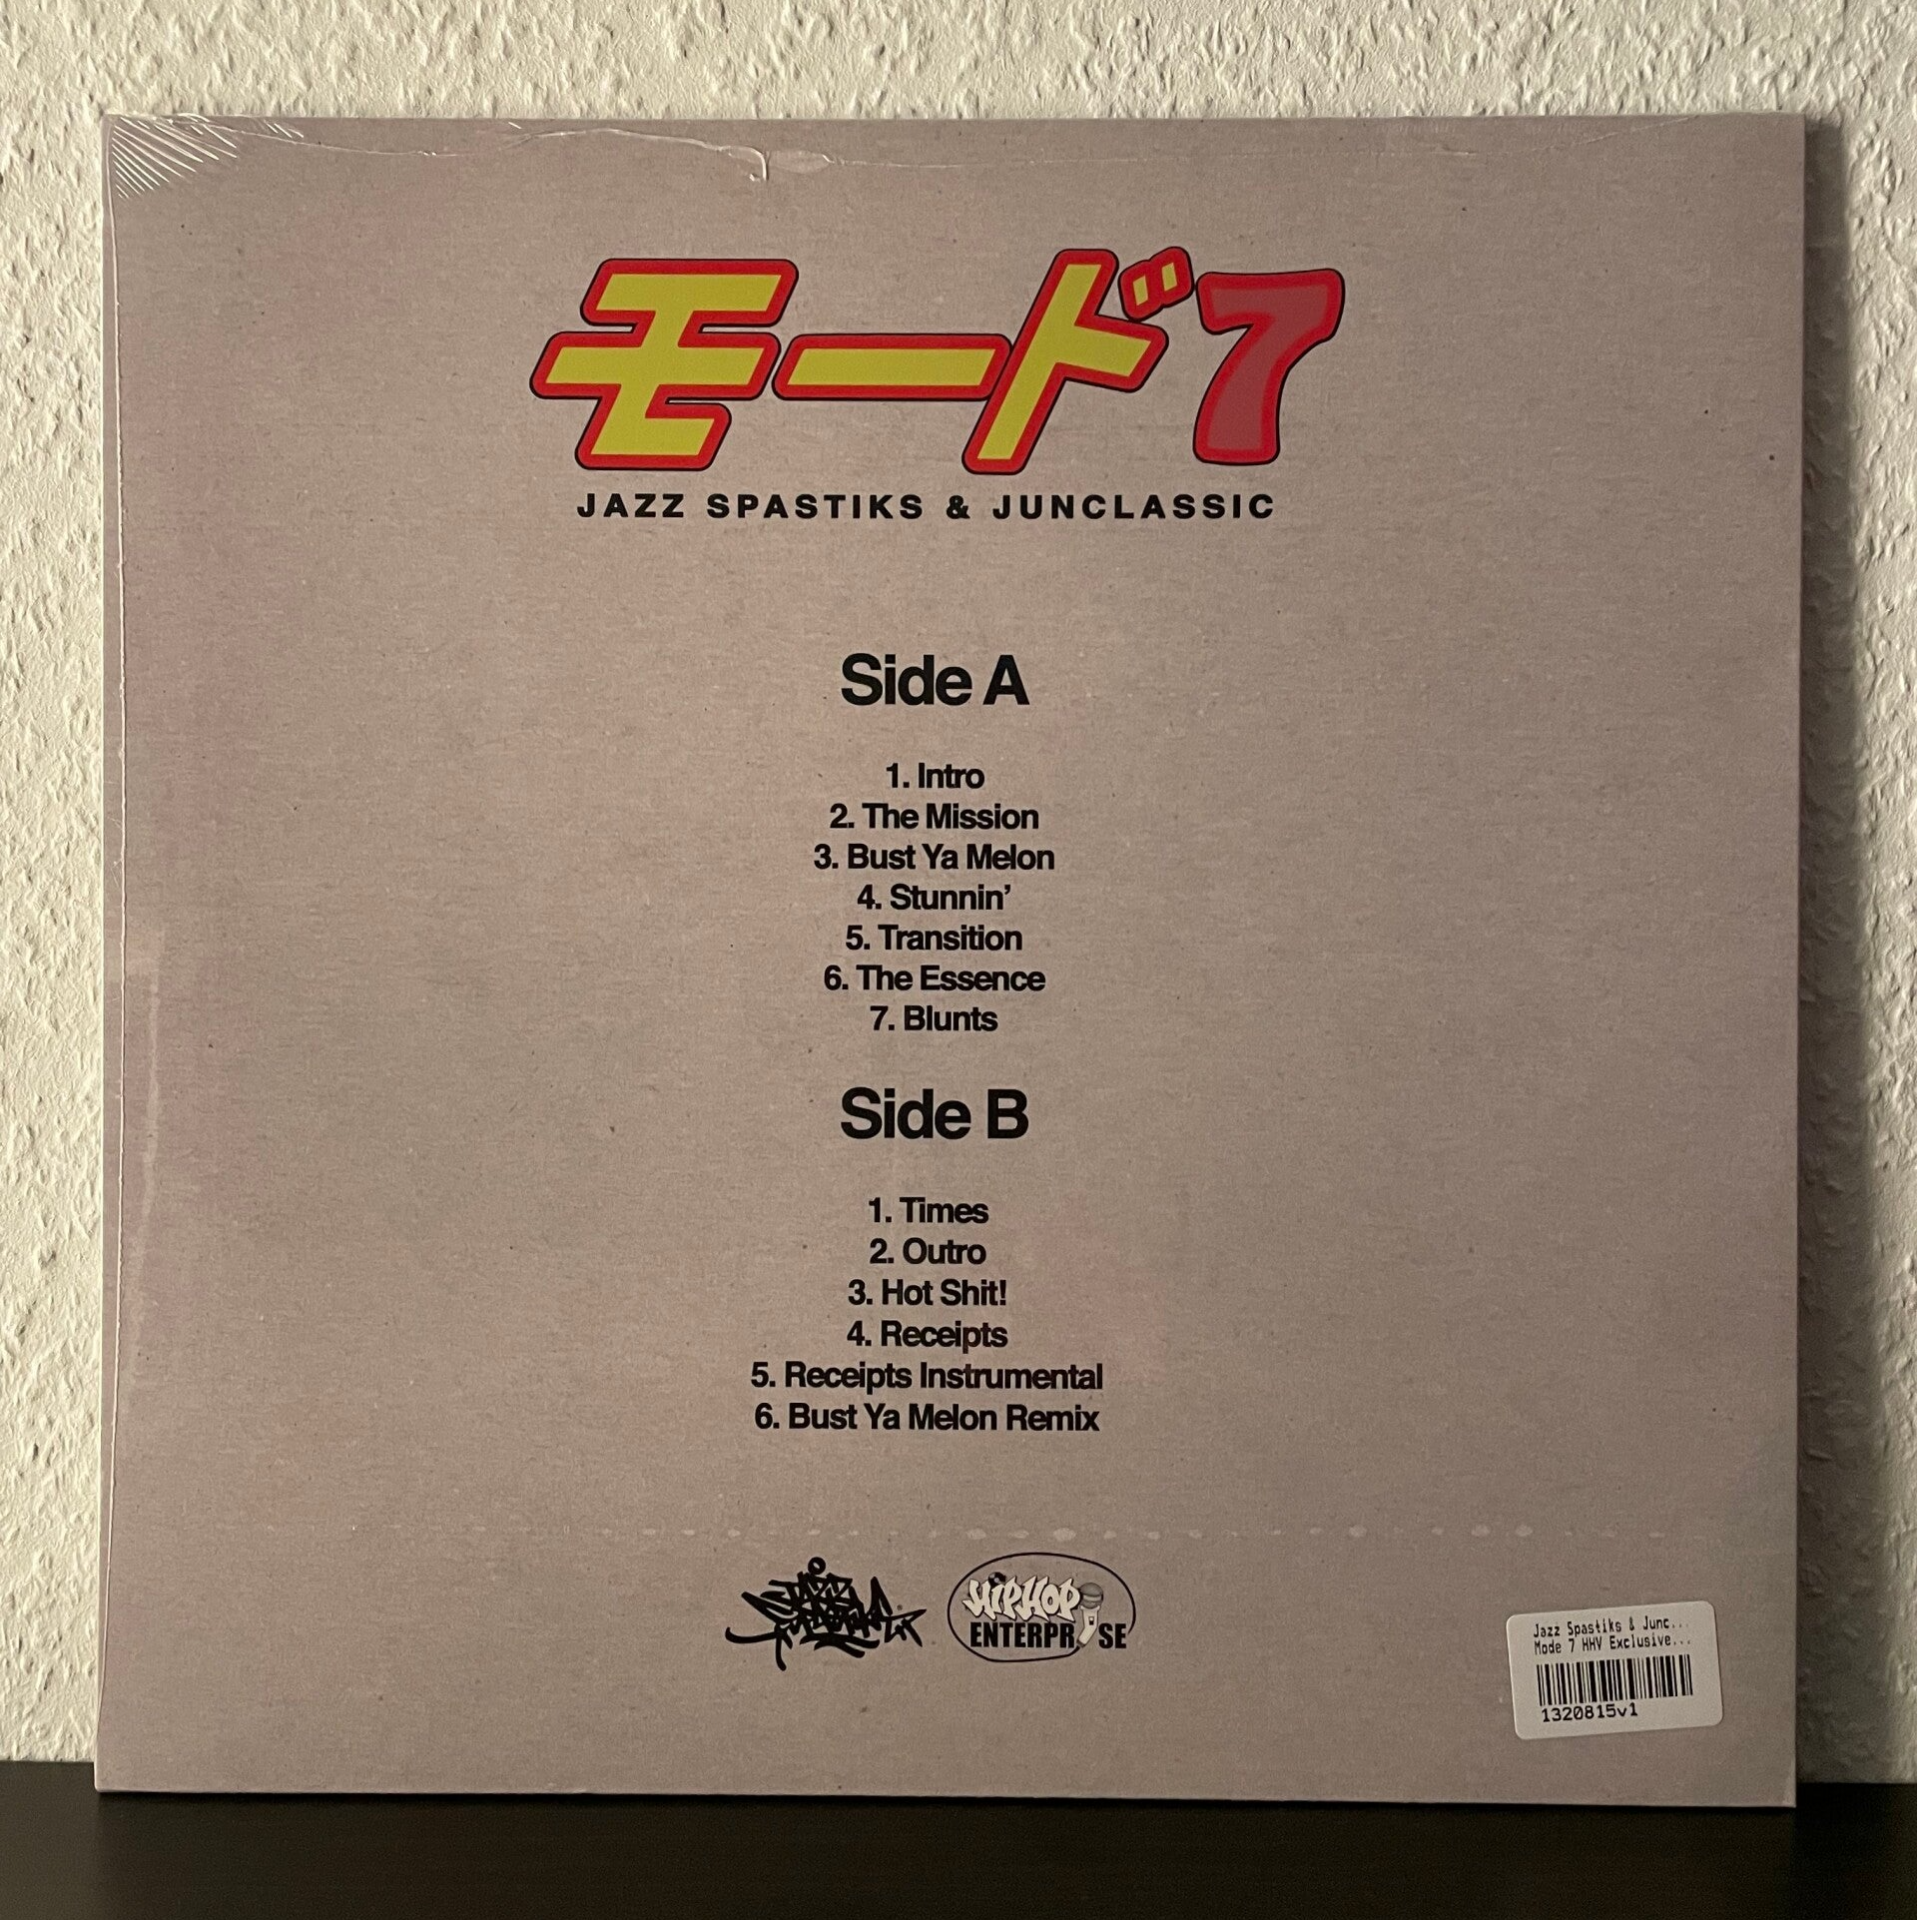 モード7
JAZZ SPASTIKS & JUNCLASSIC
Side A
1. Intro
2. The Mission
3. Bust Ya Melon
4. Stunnin’
5. Transition
6. The Essence
7. Blunts
Side B
1. Times
2. Outro
3. Hot Shit!
4. Receipts
5. Receipts Instrumental
6. Bust Ya Melon Remix
JAZZ
SPASTIKS
HIPHOP
ENTERPRISE
Jazz Spastiks & Junc...
Mode 7 HHV Exclusive...
1320815v1